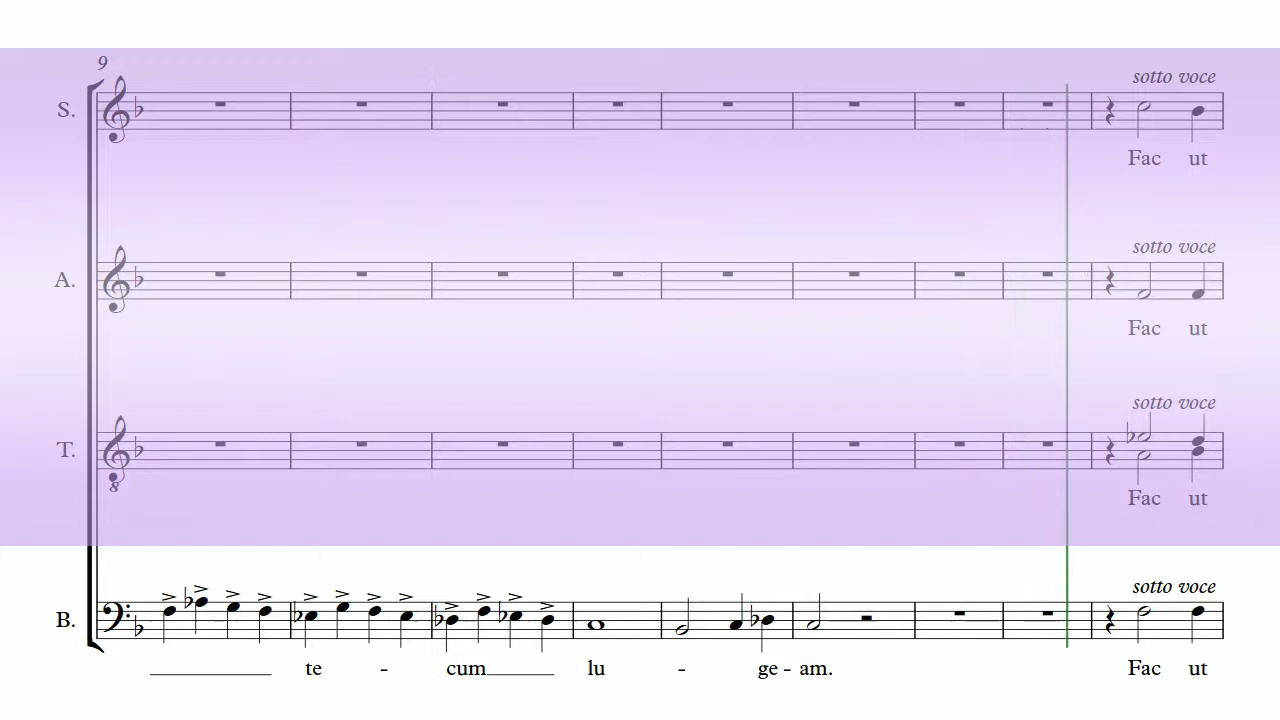 9
sotto voce
S.
Fac ut
sotto voce
A.
Fac ut
sotto voce
T.
8
Fac ut
sotto voce
B.
te - cum lu - ge - am. Fac ut